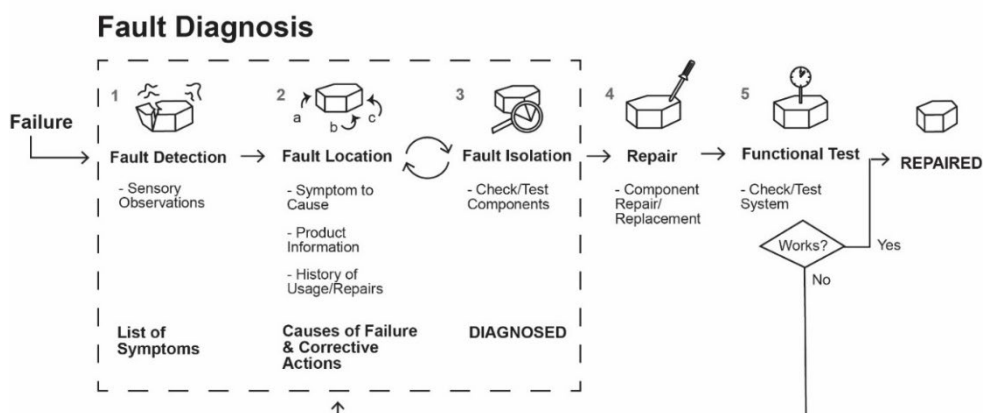 Fault Diagnosis
Failure
1
Fault Detection
- Sensory
Observations
List of
Symptoms
2
a
b
c
Fault Location
- Symptom to
Cause
- Product
Information
- History of
Usage/Repairs
Causes of Failure
& Corrective
Actions
3
Fault Isolation
- Check/Test
Components
DIAGNOSED
4
Repair
- Component
Repair/
Replacement
5
Functional Test
- Check/Test
System
Works?
Yes
No
REPAIRED